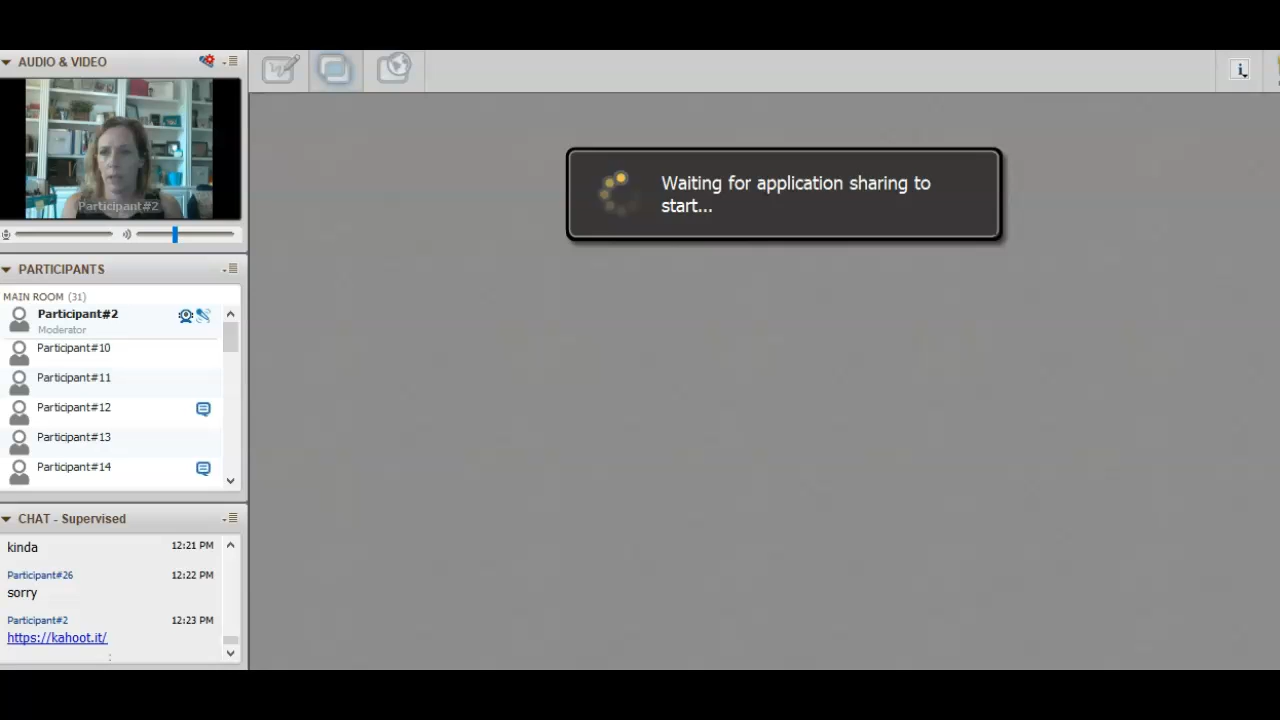 AUDIO & VIDEO
Participant#2
PARTICIPANTS
MAIN ROOM (31)
Participant#2
Moderator
Participant#10
Participant#11
Participant#12
Participant#13
Participant#14
CHAT - Supervised
kinda 12:21 PM
Participant#26 12:22 PM
sorry
Participant#2 12:23 PM
https://kahoot.it/
Waiting for application sharing to
start...